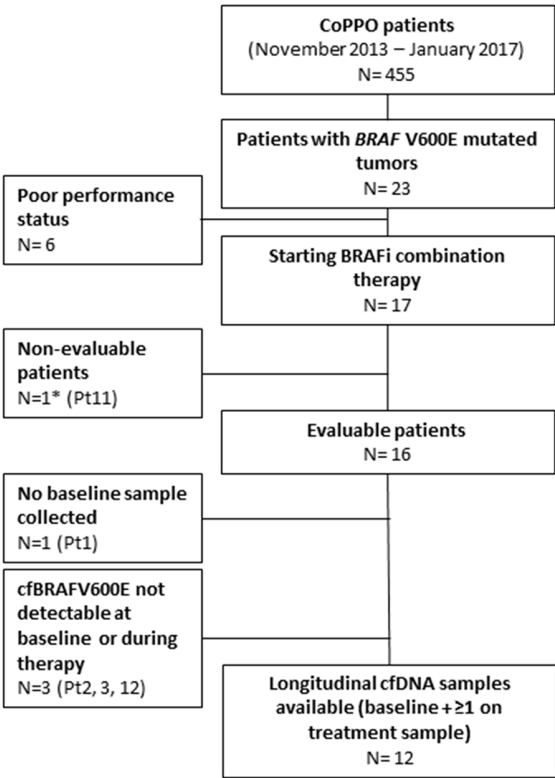 CoPPO patients
(November 2013 – January 2017)
N= 455
Patients with BRAF V600E mutated
tumors
N= 23
Poor performance
status
N= 6
Starting BRAFi combination
therapy
N= 17
Non-evaluable
patients
N=1* (Pt11)
Evaluable patients
N= 16
No baseline sample
collected
N=1 (Pt1)
cfBRAFV600E not
detectable at
baseline or during
therapy
N=3 (Pt2, 3, 12)
Longitudinal cfDNA samples
available (baseline + ≥1 on
treatment sample)
N= 12